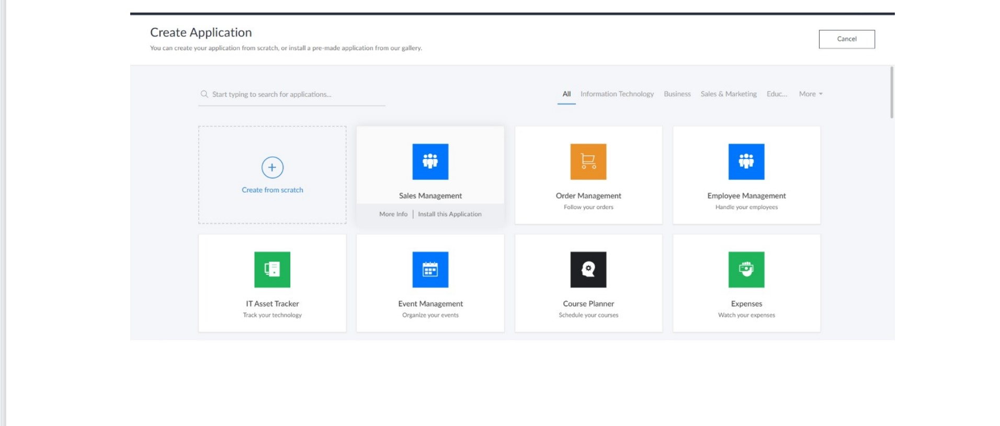 Create Application
You can create your application from scratch, or install a pre-made application from our gallery.
Cancel
Start typing to search for applications...
All Information Technology Business Sales & Marketing Educ... More
Create from scratch
Sales Management
More Info | Install this Application
Order Management
Follow your orders
Employee Management
Handle your employees
IT Asset Tracker
Track your technology
Event Management
Organize your events
Course Planner
Schedule your courses
Expenses
Watch your expenses